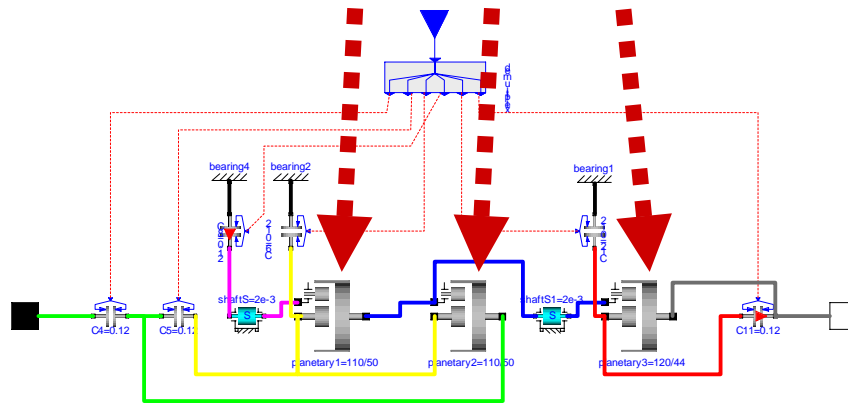 bearing4
bearing2
bearing1
shaftS=2e-3
S
shaftS1=2e-3
S
C4=0.12
C5=0.12
C11=0.12
planetary1=110/50
planetary2=110/50
planetary3=120/44